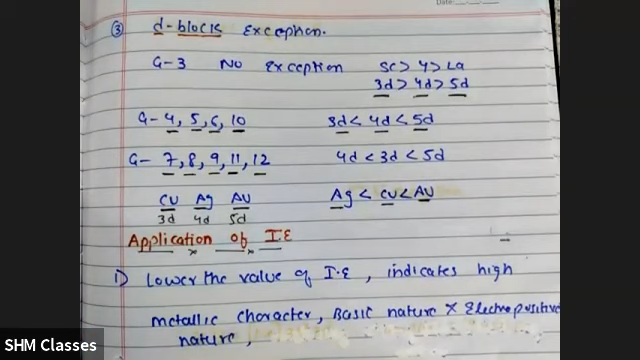 Date:
③ d-block Exception.
G-3 NO Exception Sc > Y > La
3d > 4d > 5d
G- 4, 5, 6, 10 3d < 4d < 5d
G- 7, 8, 9, 11, 12 4d < 3d < 5d
CU Ag AU Ag < CU < AU
3d 4d 5d
Application of I E
1) Lower the value of I.E, indicates high
metallic character, Basic nature & Electropositive
nature,
SHM Classes